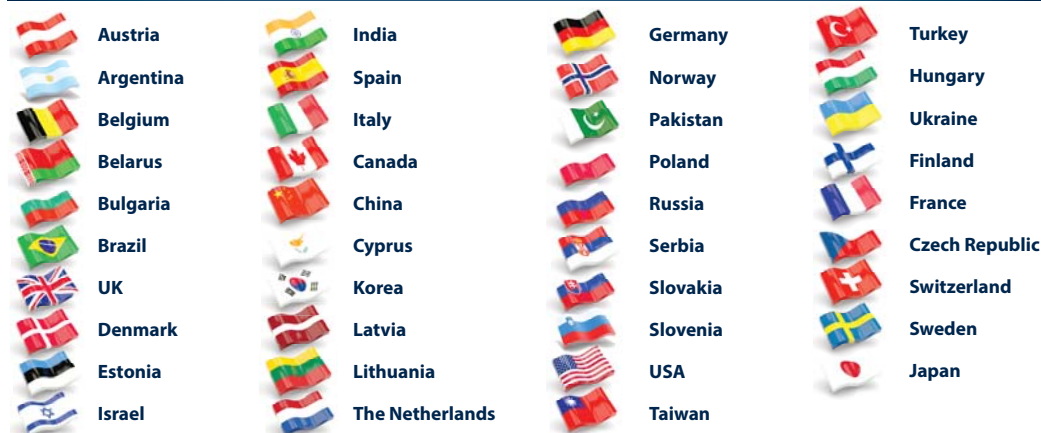 Austria
Argentina
Belgium
Belarus
Bulgaria
Brazil
UK
Denmark
Estonia
Israel
India
Spain
Italy
Canada
China
Cyprus
Korea
Latvia
Lithuania
The Netherlands
Germany
Norway
Pakistan
Poland
Russia
Serbia
Slovakia
Slovenia
USA
Taiwan
Turkey
Hungary
Ukraine
Finland
France
Czech Republic
Switzerland
Sweden
Japan